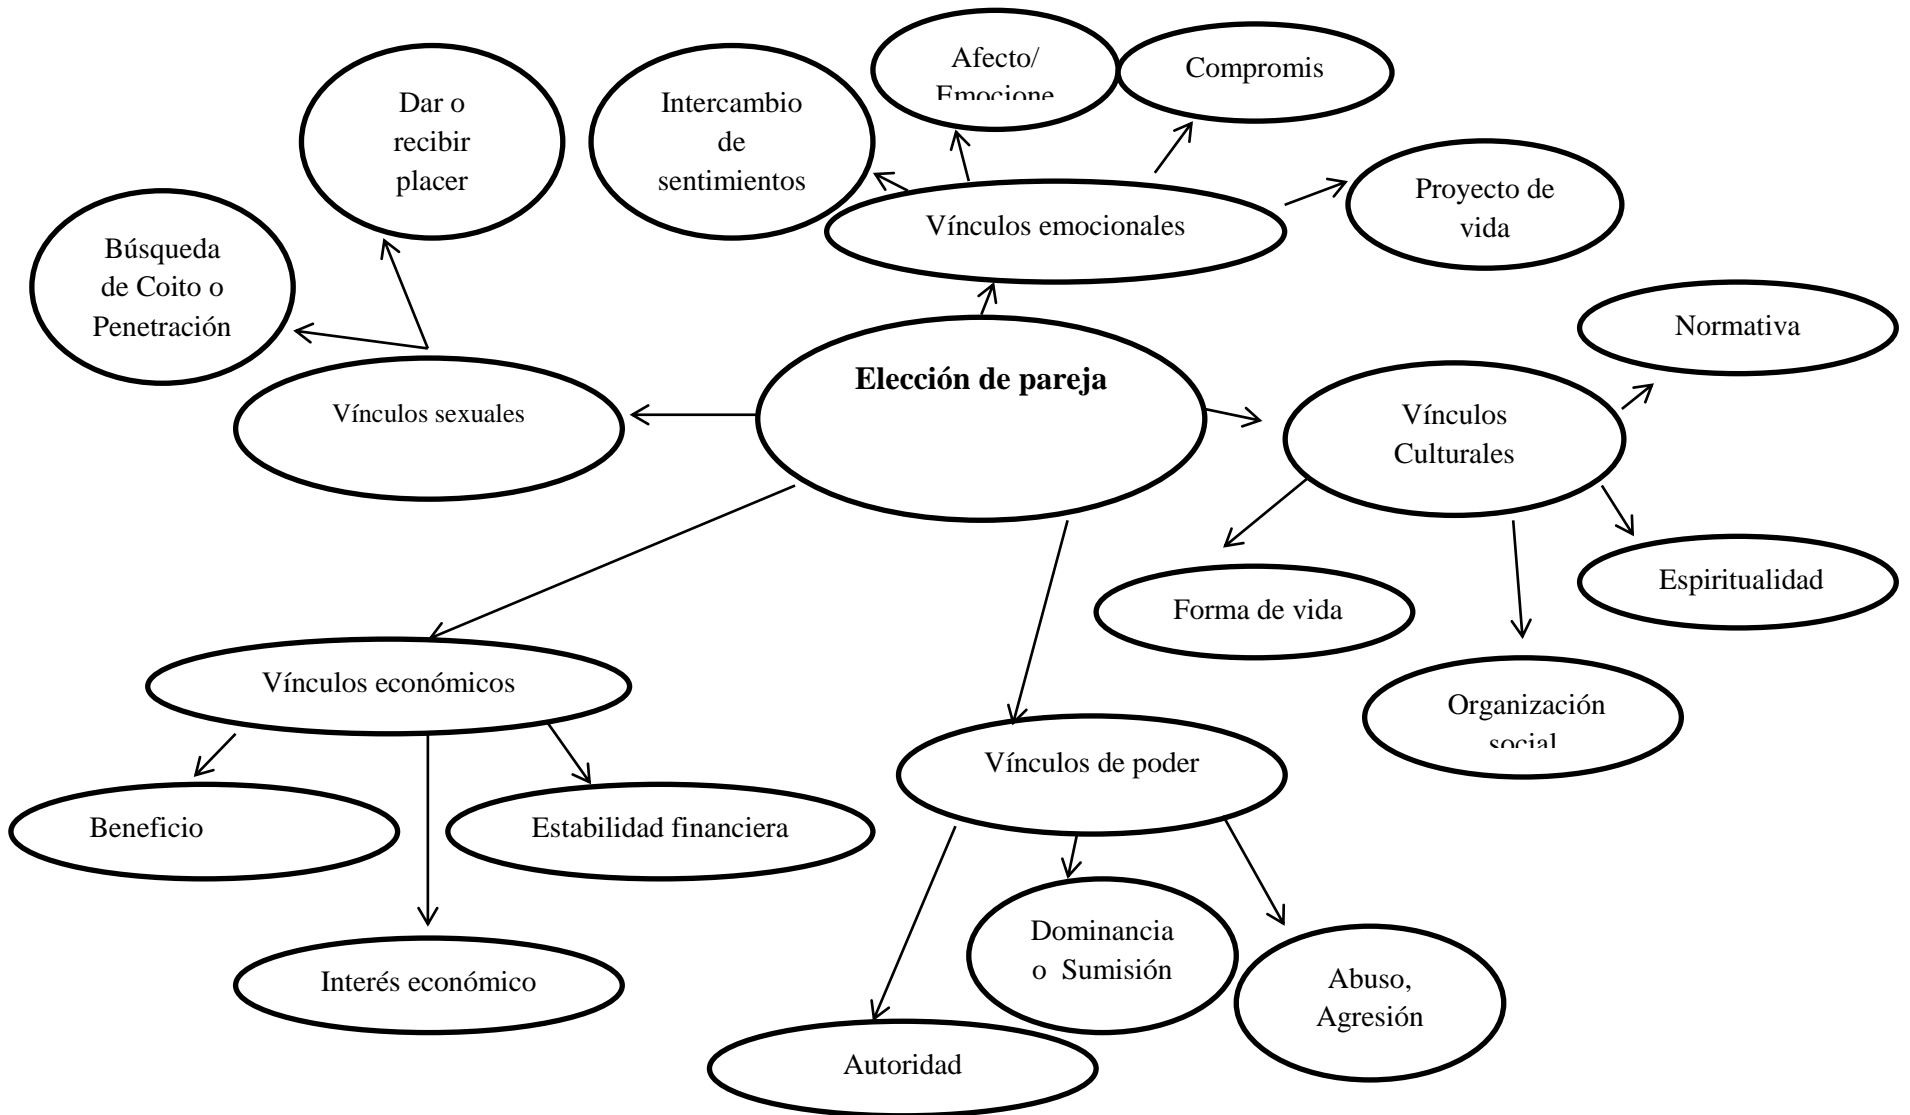 Afecto/
Emocione
Compromis
Dar o
recibir
placer
Intercambio
de
sentimientos
Proyecto de
vida
Vínculos emocionales
Búsqueda
de Coito o
Penetración
Normativa
Elección de pareja
Vínculos sexuales
Vínculos
Culturales
Espiritualidad
Forma de vida
Vínculos económicos
Organización
social
Vínculos de poder
Beneficio
Estabilidad financiera
Dominancia
o  Sumisión
Interés económico
Abuso,
Agresión
Autoridad